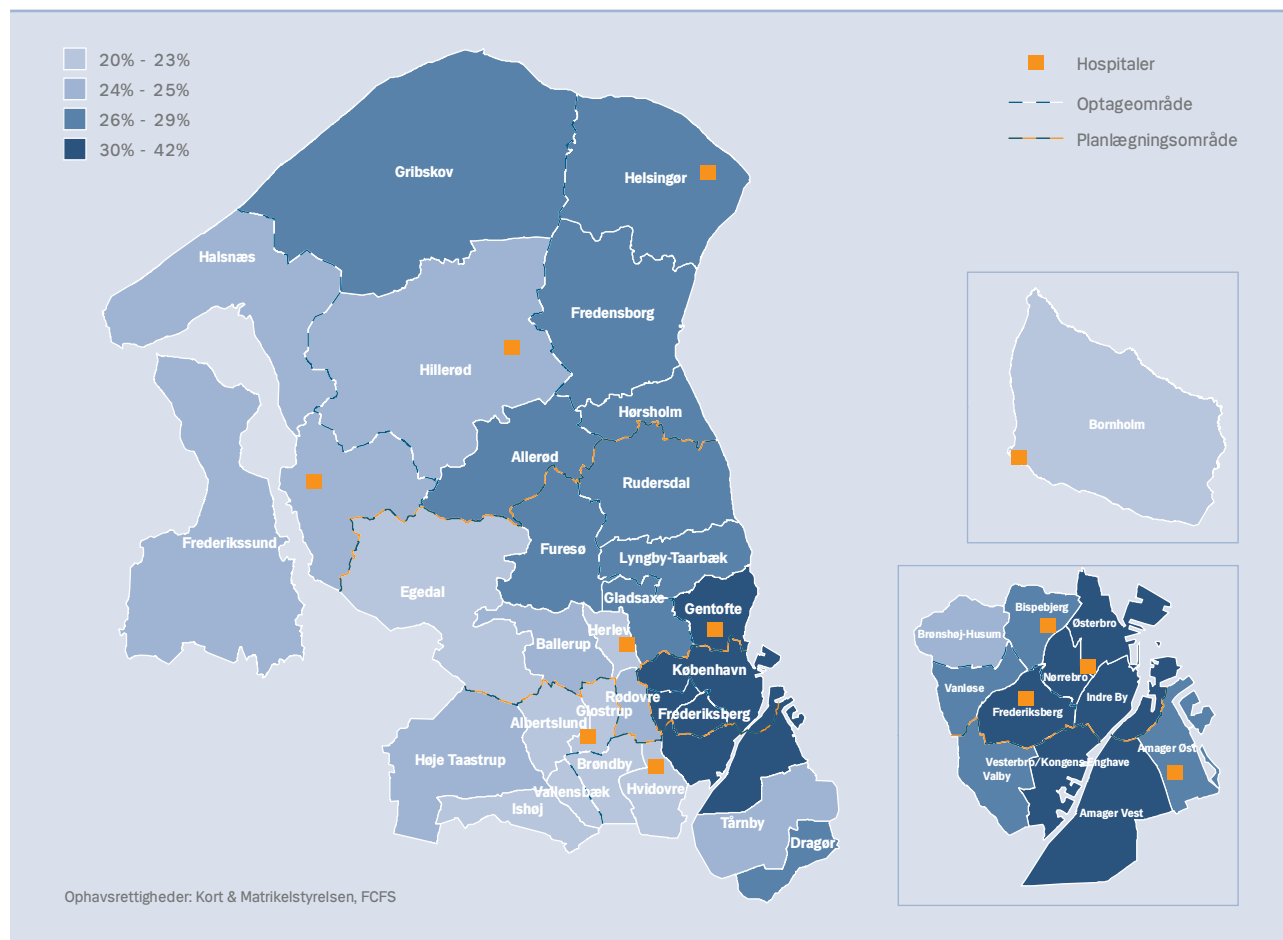 20% - 23%
24% - 25%
26% - 29%
30% - 42%
Hospitaler
Optageområde
Planlægningsområde
Gribskov
Helsingør
Halsnæs
Fredensborg
Hillerød
Hørsholm
Allerød
Rudersdal
Frederikssund
Furesø
Lyngby-Taarbæk
Egedal
Gladsaxe
Gentofte
Herlev
Ballerup
København
Rødovre
Glostrup
Frederiksberg
Albertslund
Høje Taastrup
Brøndby
Vallensbæk
Hvidovre
Ishøj
Tårnby
Dragør
Bornholm
Bispebjerg
Østerbro
Brønshøj-Husum
Nørrebro
Vanløse
Indre By
Frederiksberg
Amager Øst
Vesterbro/Kongens Enghave
Valby
Amager Vest
Ophavsrettigheder: Kort & Matrikelstyrelsen, FCFS